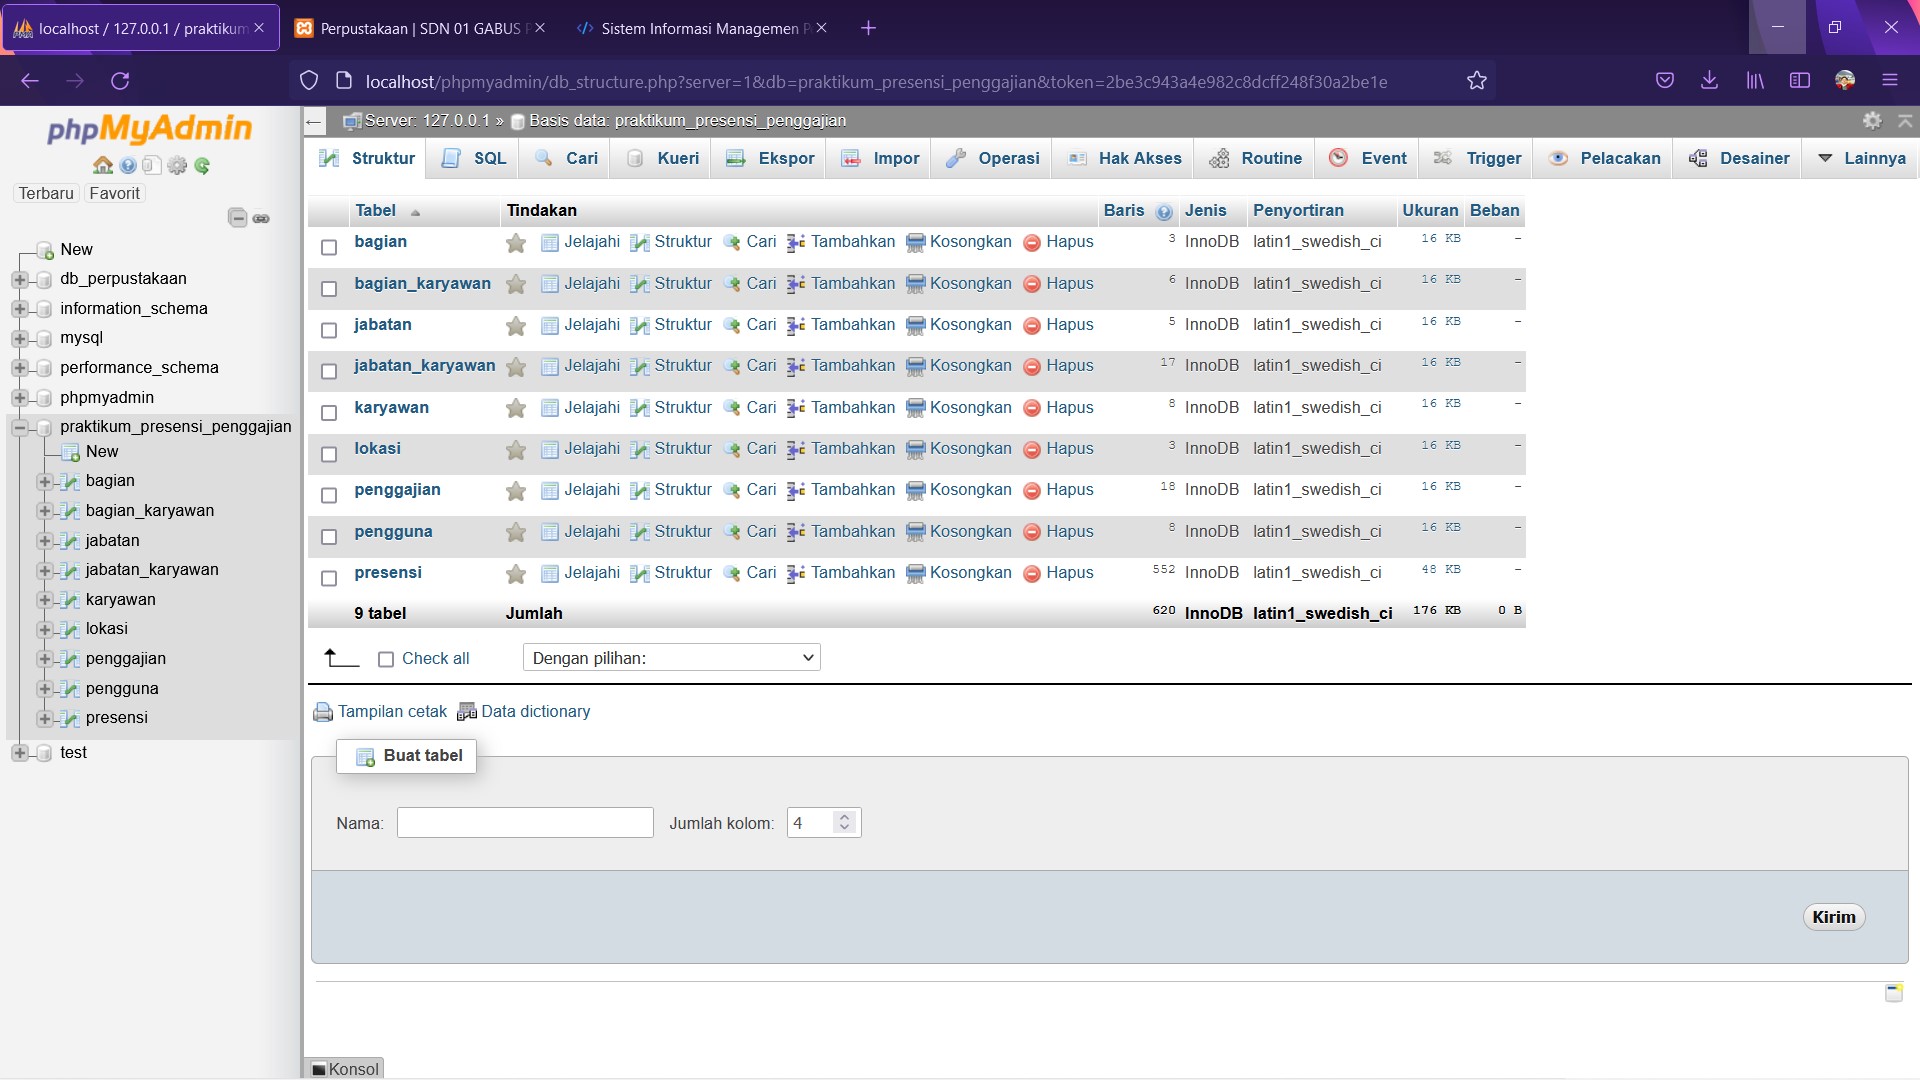 localhost / 127.0.0.1 / praktikum
Perpustakaan | SDN 01 GABUS
Sistem Informasi Managemen
localhost/phpmyadmin/db_structure.php?server=1&db=praktikum_presensi_penggajian&token=2be3c943a4e982c8dcff248f30a2be1e
phpMyAdmin
Terbaru Favorit
New
db_perpustakaan
information_schema
mysql
performance_schema
phpmyadmin
praktikum_presensi_penggajian
New
bagian
bagian_karyawan
jabatan
jabatan_karyawan
karyawan
lokasi
penggajian
pengguna
presensi
test
Server: 127.0.0.1 » Basis data: praktikum_presensi_penggajian
Struktur SQL Cari Kueri Ekspor Impor Operasi Hak Akses Routine Event Trigger Pelacakan Desainer Lainnya
Tabel Tindakan Baris Jenis Penyortiran Ukuran Beban
bagian Jelajahi Struktur Cari Tambahkan Kosongkan Hapus 3 InnoDB latin1_swedish_ci 16 KB -
bagian_karyawan Jelajahi Struktur Cari Tambahkan Kosongkan Hapus 6 InnoDB latin1_swedish_ci 16 KB -
jabatan Jelajahi Struktur Cari Tambahkan Kosongkan Hapus 5 InnoDB latin1_swedish_ci 16 KB -
jabatan_karyawan Jelajahi Struktur Cari Tambahkan Kosongkan Hapus 17 InnoDB latin1_swedish_ci 16 KB -
karyawan Jelajahi Struktur Cari Tambahkan Kosongkan Hapus 8 InnoDB latin1_swedish_ci 16 KB -
lokasi Jelajahi Struktur Cari Tambahkan Kosongkan Hapus 3 InnoDB latin1_swedish_ci 16 KB -
penggajian Jelajahi Struktur Cari Tambahkan Kosongkan Hapus 18 InnoDB latin1_swedish_ci 16 KB -
pengguna Jelajahi Struktur Cari Tambahkan Kosongkan Hapus 8 InnoDB latin1_swedish_ci 16 KB -
presensi Jelajahi Struktur Cari Tambahkan Kosongkan Hapus 552 InnoDB latin1_swedish_ci 48 KB -
9 tabel Jumlah 620 InnoDB latin1_swedish_ci 176 KB 0 B
Check all Dengan pilihan:
Tampilan cetak Data dictionary
Buat tabel
Nama: Jumlah kolom: 4
Kirim
Konsol